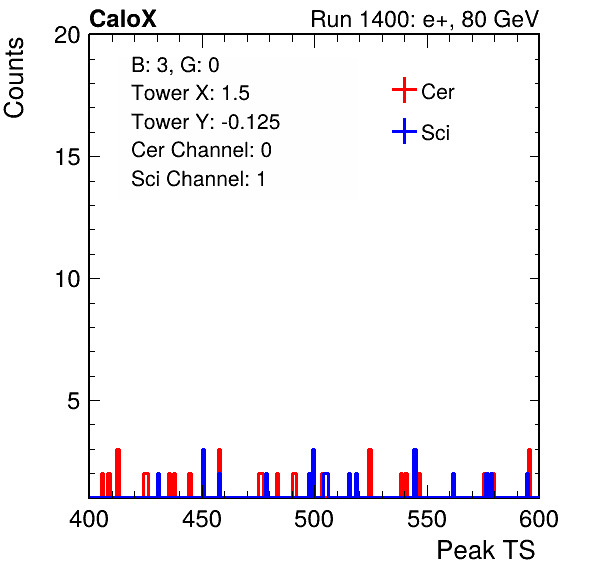 CaloX Run 1400: e+, 80 GeV
Counts
20
15
10
5
B: 3, G: 0
Tower X: 1.5
Tower Y: -0.125
Cer Channel: 0
Sci Channel: 1
Cer
Sci
400 450 500 550 600
Peak TS